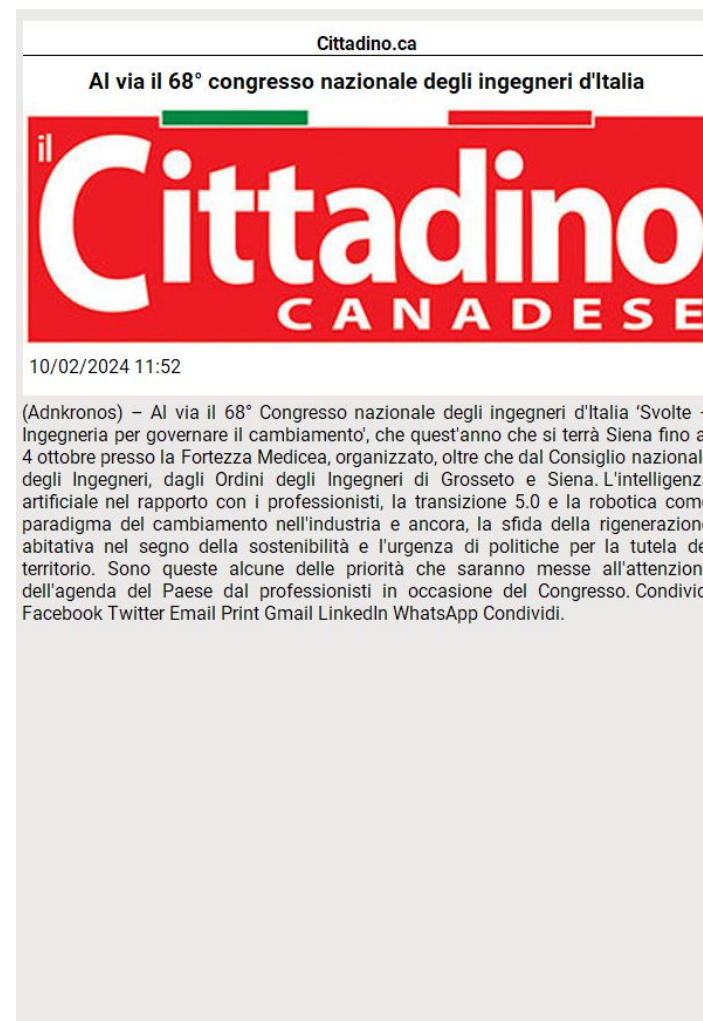 Cittadino.ca
Al via il 68° congresso nazionale degli ingegneri d'Italia
il Cittadino
CANADESE
10/02/2024 11:52
(Adnkronos) – Al via il 68° Congresso nazionale degli ingegneri d'Italia ‘Svolte -
Ingegneria per governare il cambiamento', che quest'anno che si terrà Siena fino a
4 ottobre presso la Fortezza Medicea, organizzato, oltre che dal Consiglio nazional
degli Ingegneri, dagli Ordini degli Ingegneri di Grosseto e Siena. L'intelligenza
artificiale nel rapporto con i professionisti, la transizione 5.0 e la robotica come
paradigma del cambiamento nell'industria e ancora, la sfida della rigenerazione
abitativa nel segno della sostenibilità e l'urgenza di politiche per la tutela de
territorio. Sono queste alcune delle priorità che saranno messe all'attenzion
dell'agenda del Paese dal professionisti in occasione del Congresso. Condivid
Facebook Twitter Email Print Gmail LinkedIn WhatsApp Condividi.